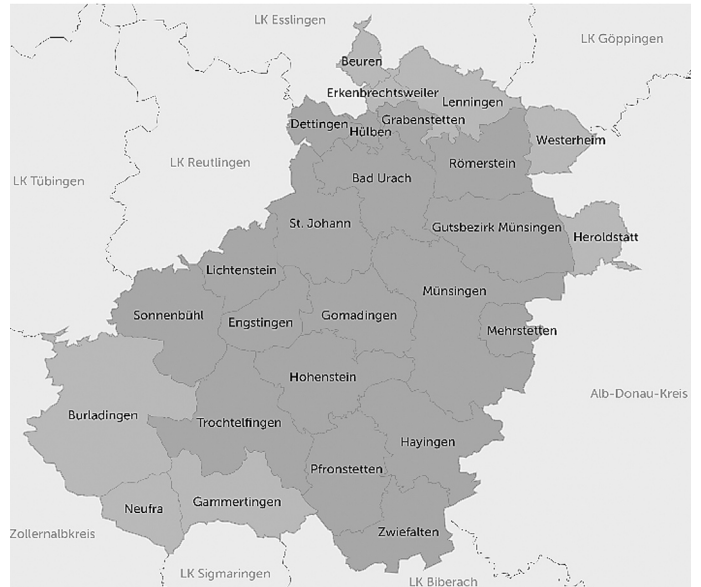 LK Esslingen
LK Göppingen
Beuren
Erkenbrechtsweiler
Lenningen
Grabenstetten
Dettingen
Hülben
Westerheim
LK Reutlingen
Römerstein
LK Tübingen
Bad Urach
St. Johann
Gutsbezirk Münsingen
Heroldstatt
Lichtenstein
Münsingen
Sonnenbühl
Engstingen
Gomadingen
Mehrstetten
Hohenstein
Alb-Donau-Kreis
Burladingen
Trochtelfingen
Hayingen
Pfronstetten
Gammertingen
Neufra
Zwiefalten
Zollernalbkreis
LK Sigmaringen
LK Biberach